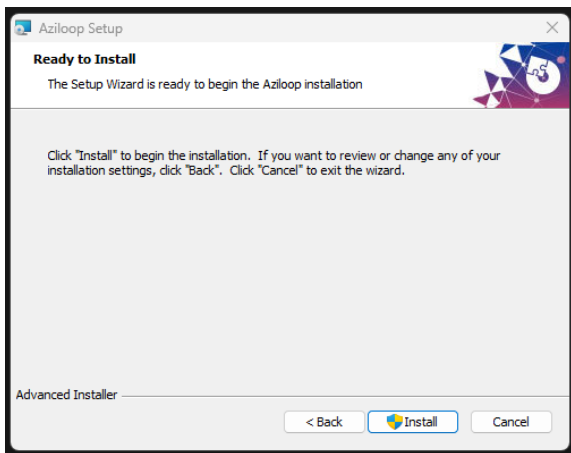 Aziloop Setup
Ready to Install
The Setup Wizard is ready to begin the Aziloop installation
Click "Install" to begin the installation.  If you want to review or change any of your
installation settings, click "Back".  Click "Cancel" to exit the wizard.
Advanced Installer
< Back Install Cancel